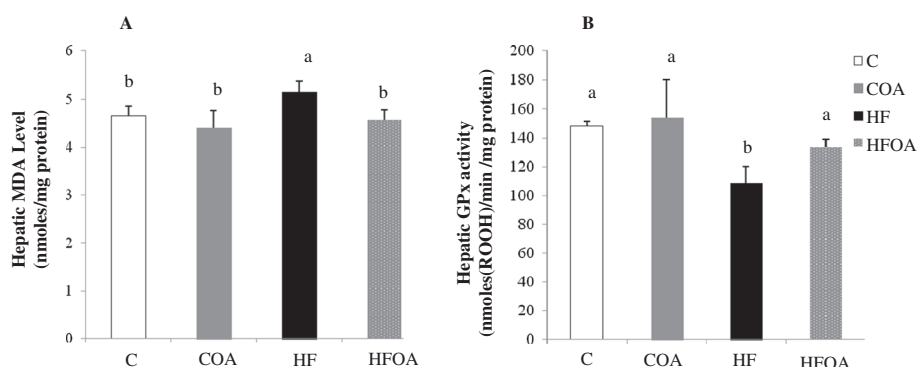 A
Hepatic MDA Level
(nmoles/mg protein)
6
5
4
3
2
1
0
b
b
a
b
C
COA
HF
HFOA
B
Hepatic GPx activity
(nmoles(ROOH)/min /mg protein)
200
180
160
140
120
100
80
60
40
20
0
a
a
b
a
C
COA
HF
HFOA
C
COA
HF
HFOA